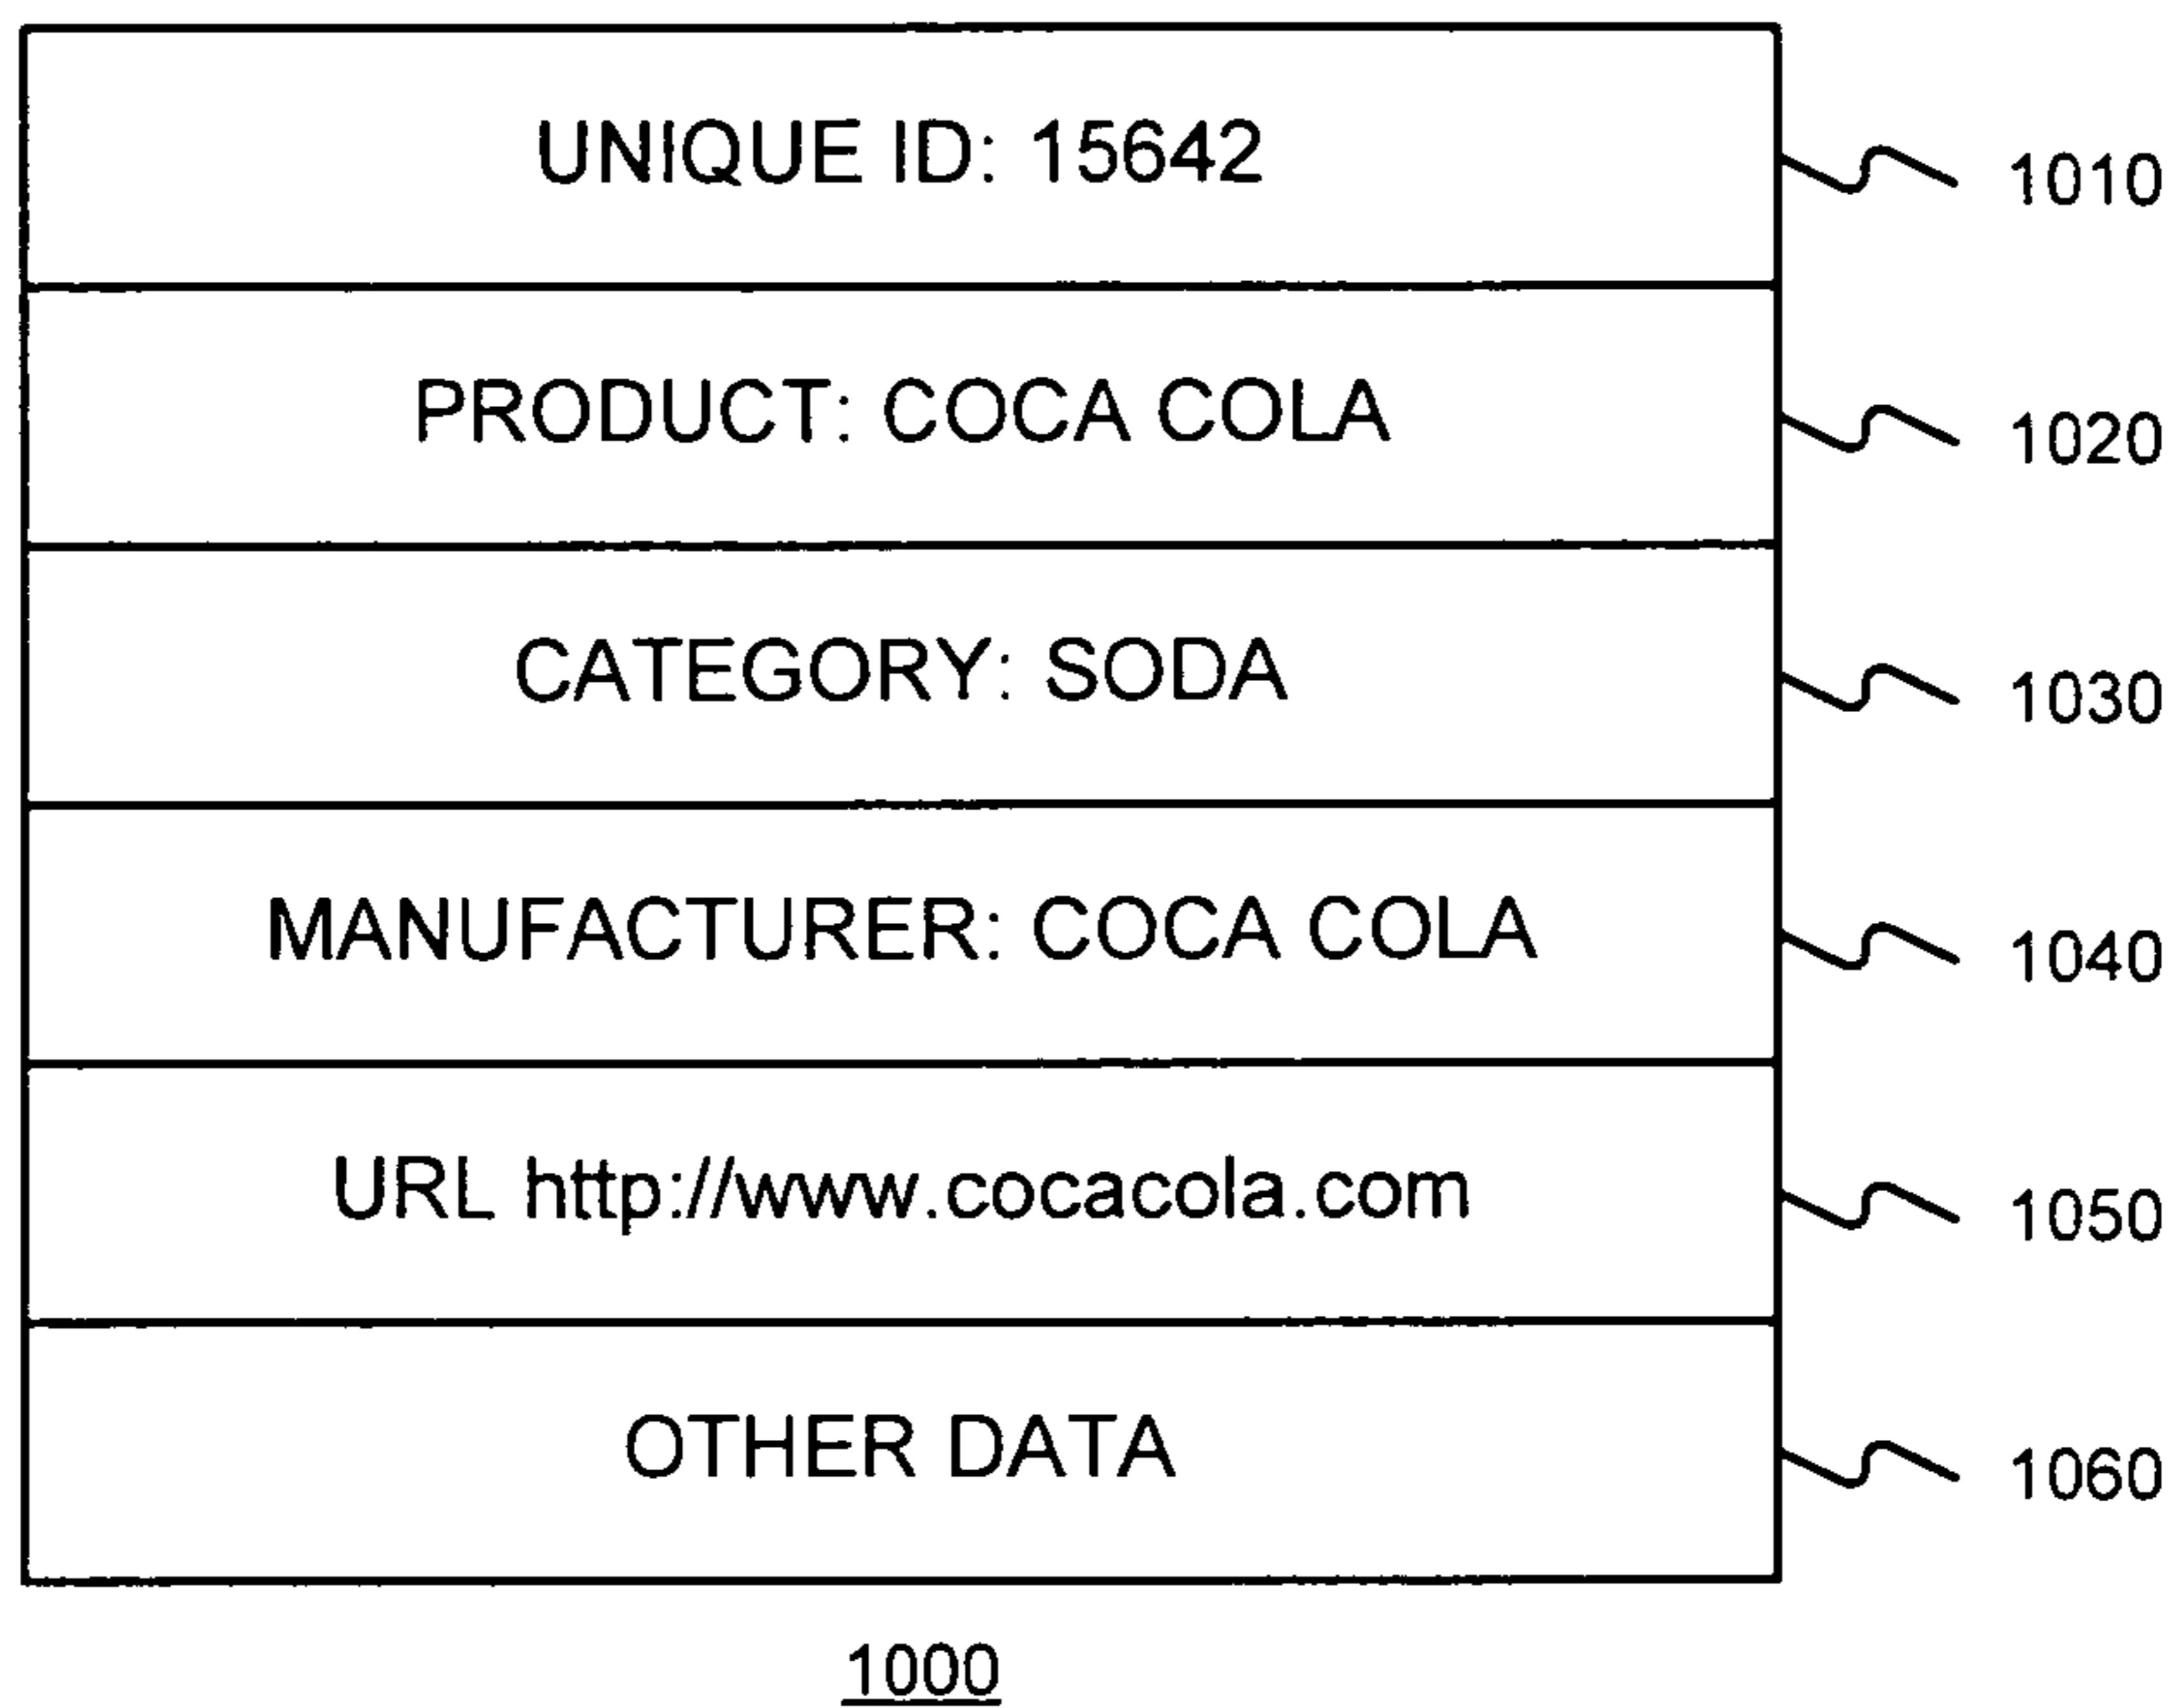 UNIQUE ID: 15642 1010
PRODUCT: COCA COLA 1020
CATEGORY: SODA 1030
MANUFACTURER: COCA COLA 1040
URL http://www.cocacola.com 1050
OTHER DATA 1060
1000